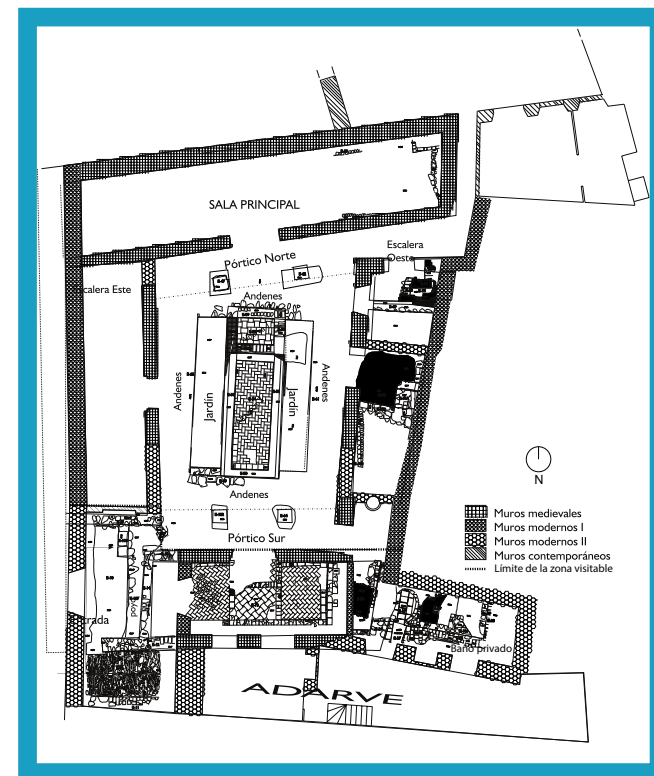 SALA PRINCIPAL
Escalera
Oeste
Pórtico Norte
Escalera Este
Andenes
Andenes
Jardín
Jardín
Andenes
Andenes
N
Pórtico Sur
Muros medievales
Muros modernos I
Muros modernos II
Muros contemporáneos
Límite de la zona visitable
Entrada
Baño privado
ADARVE